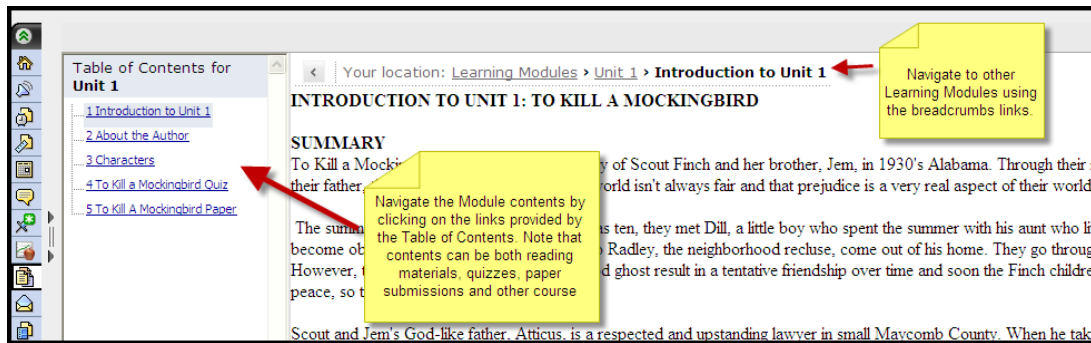 Table of Contents for
Unit 1
1 Introduction to Unit 1
2 About the Author
3 Characters
4 To Kill a Mockingbird Quiz
5 To Kill A Mockingbird Paper
Your location: Learning Modules › Unit 1 › Introduction to Unit 1
Navigate to other
Learning Modules using
the breadcrumbs links.
INTRODUCTION TO UNIT 1: TO KILL A MOCKINGBIRD
SUMMARY
To Kill a Mocki y of Scout Finch and her brother, Jem, in 1930's Alabama. Through their
their father, world isn't always fair and that prejudice is a very real aspect of their world
The summ as ten, they met Dill, a little boy who spent the summer with his aunt who li
become ob Radley, the neighborhood recluse, come out of his home. They go throug
However, d ghost result in a tentative friendship over time and soon the Finch childre
peace, so t
Scout and Jem's God-like father, Atticus, is a respected and upstanding lawyer in small Maycomb County. When he tak
Navigate the Module contents by
clicking on the links provided by
the Table of Contents. Note that
contents can be both reading
materials, quizzes, paper
submissions and other course